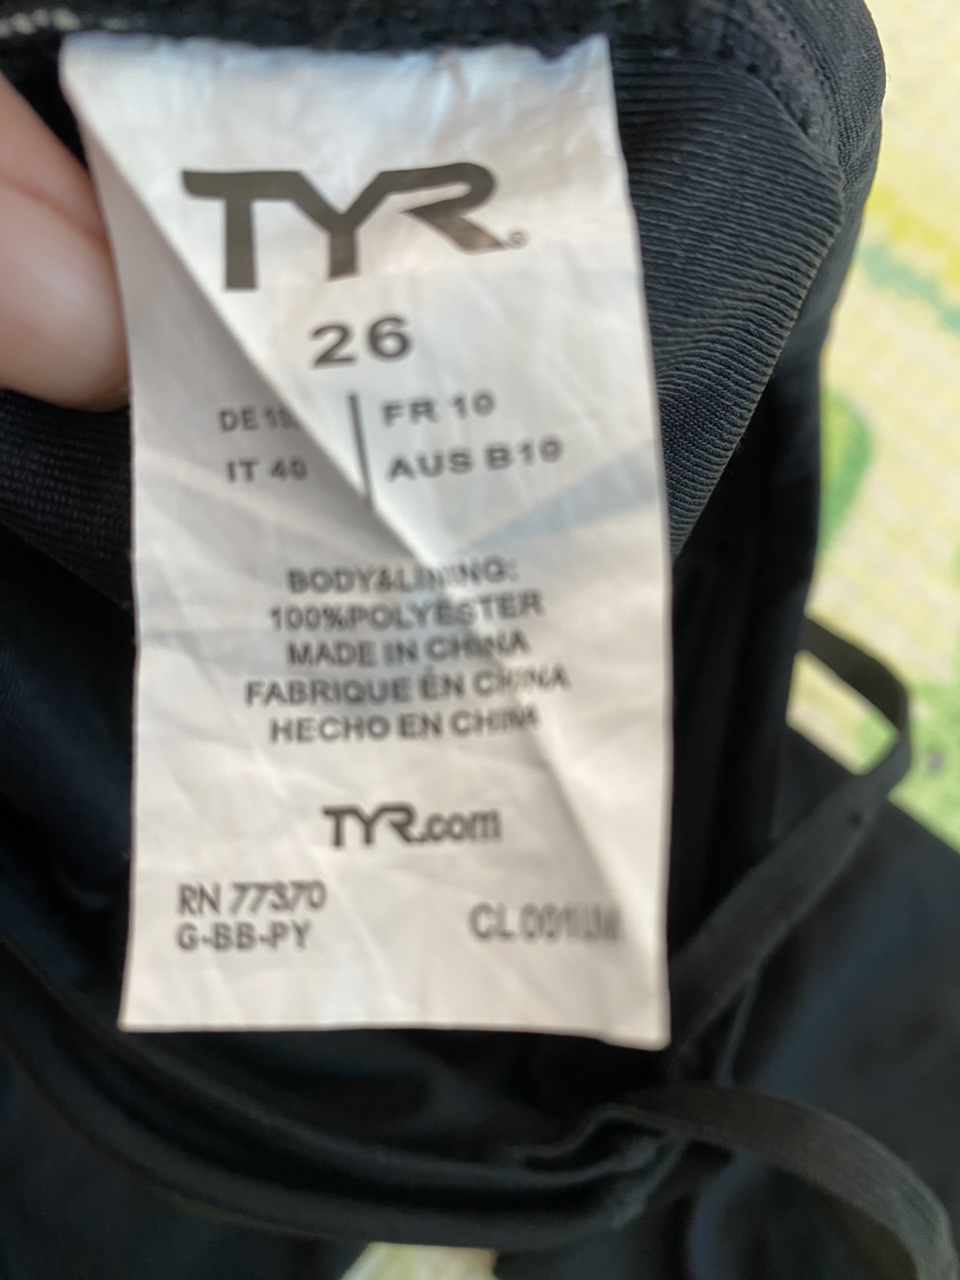 TYR®
26
DE
FR 10
IT 40
AUS B10
BODY&LINING:
100%POLYESTER
MADE IN CHINA
FABRIQUE EN CHINA
HECHO EN CHINA
TYR.com
RN 77370
G-BB-PY